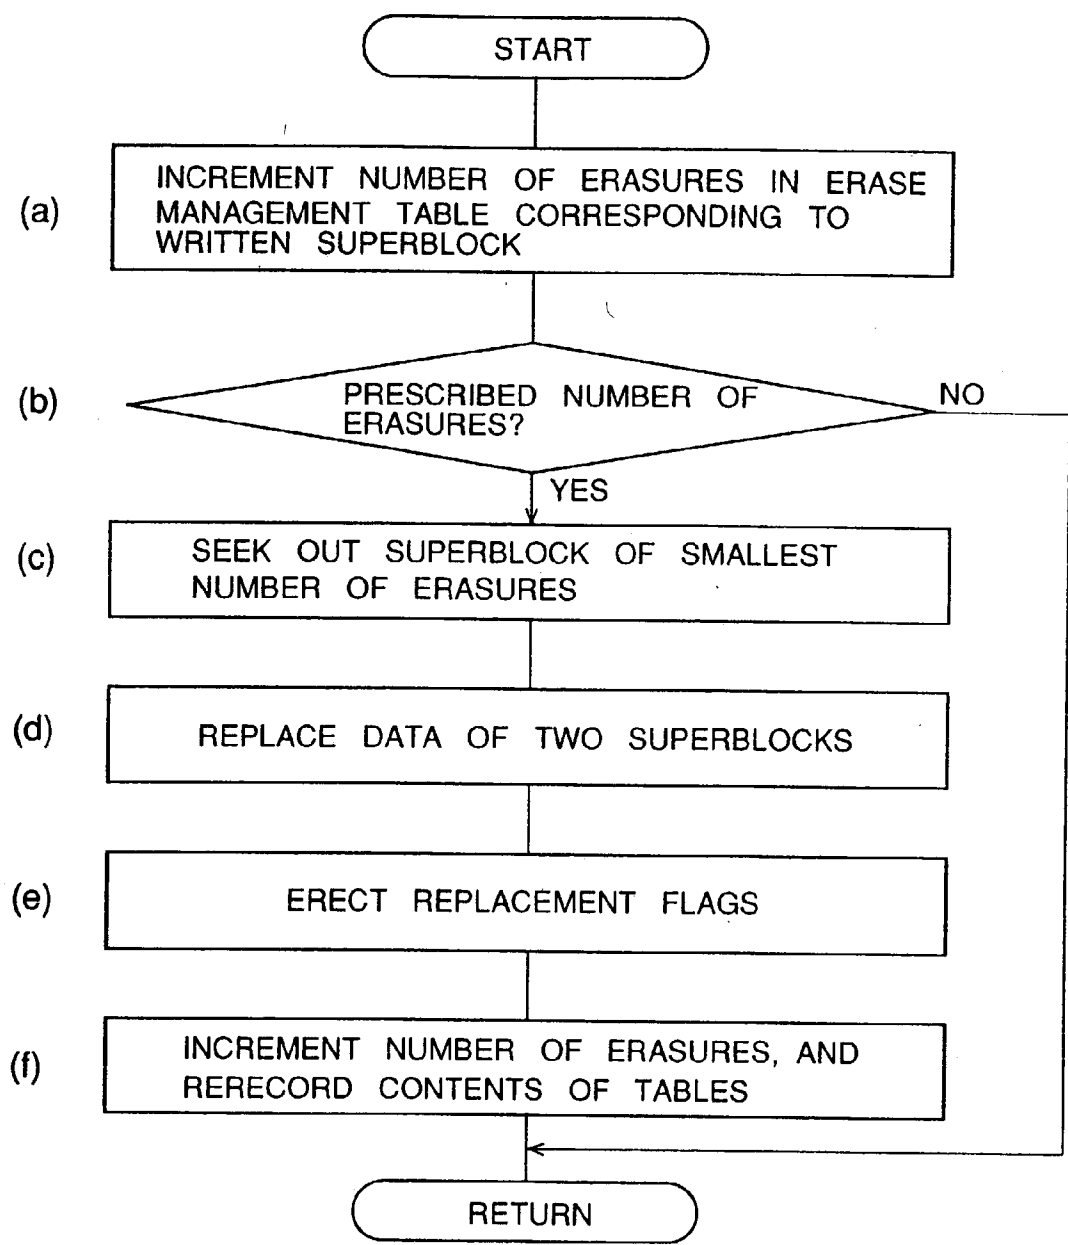 START
(a)
INCREMENT NUMBER OF ERASURES IN ERASE
MANAGEMENT TABLE CORRESPONDING TO
WRITTEN SUPERBLOCK
(b)
PRESCRIBED NUMBER OF
ERASURES?
NO
YES
(c)
SEEK OUT SUPERBLOCK OF SMALLEST
NUMBER OF ERASURES
(d)
REPLACE DATA OF TWO SUPERBLOCKS
(e)
ERECT REPLACEMENT FLAGS
(f)
INCREMENT NUMBER OF ERASURES, AND
RERECORD CONTENTS OF TABLES
RETURN